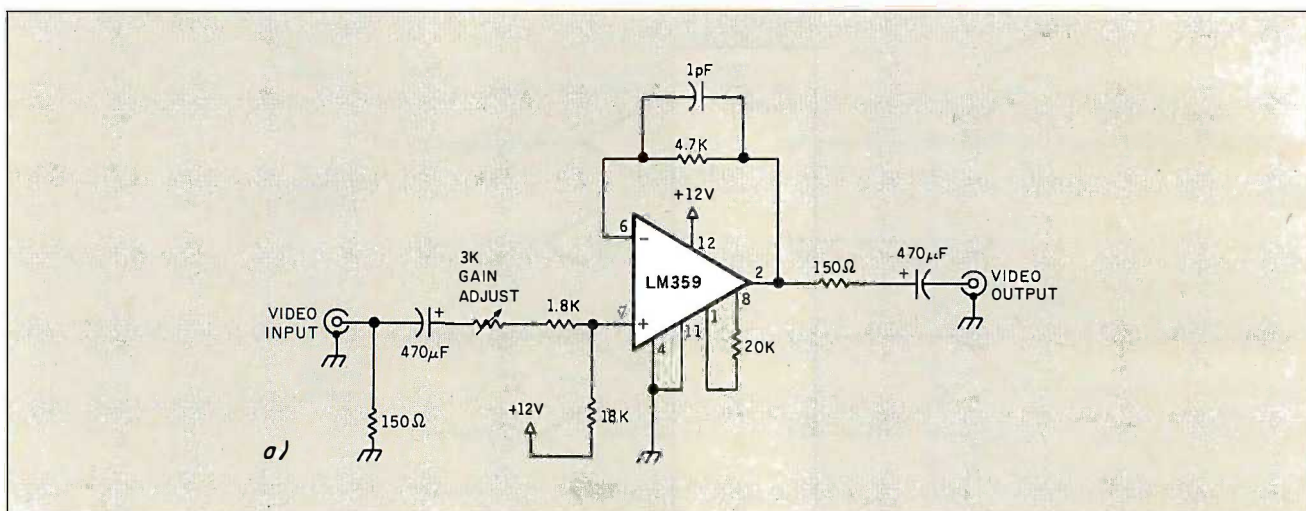 1pF
4.7K
+12V
6
−
12
3K
GAIN
ADJUST
1.8K
LM359
2
150Ω
470µF
+
VIDEO
OUTPUT
8
VIDEO
INPUT
+
470µF
7
+
1
11
4
20K
+12V
18K
150Ω
a)